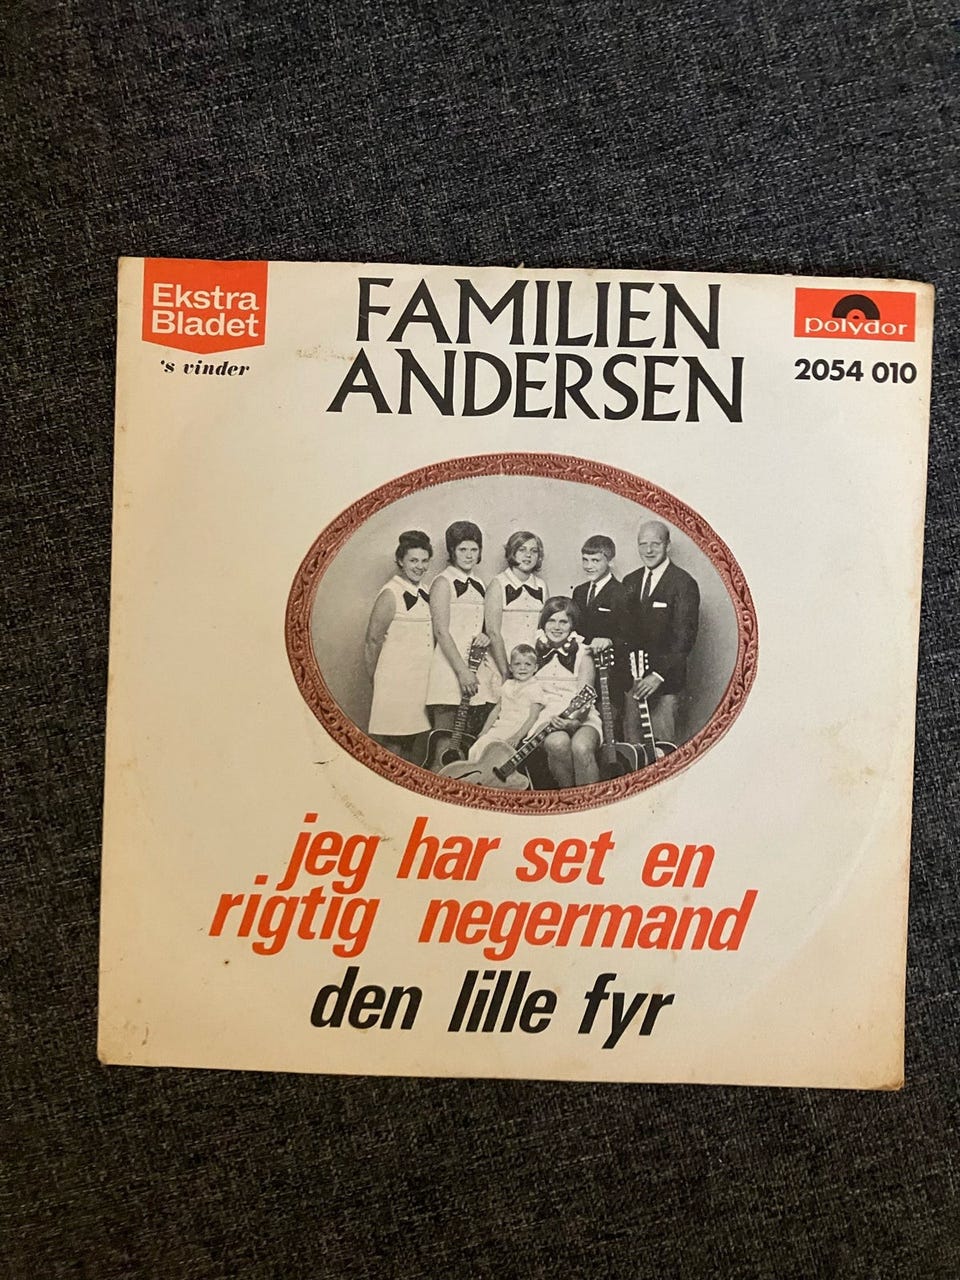 Ekstra
Bladet
's vinder
FAMILIEN
ANDERSEN
polydor
2054 010
jeg har set en
rigtig negermand
den lille fyr